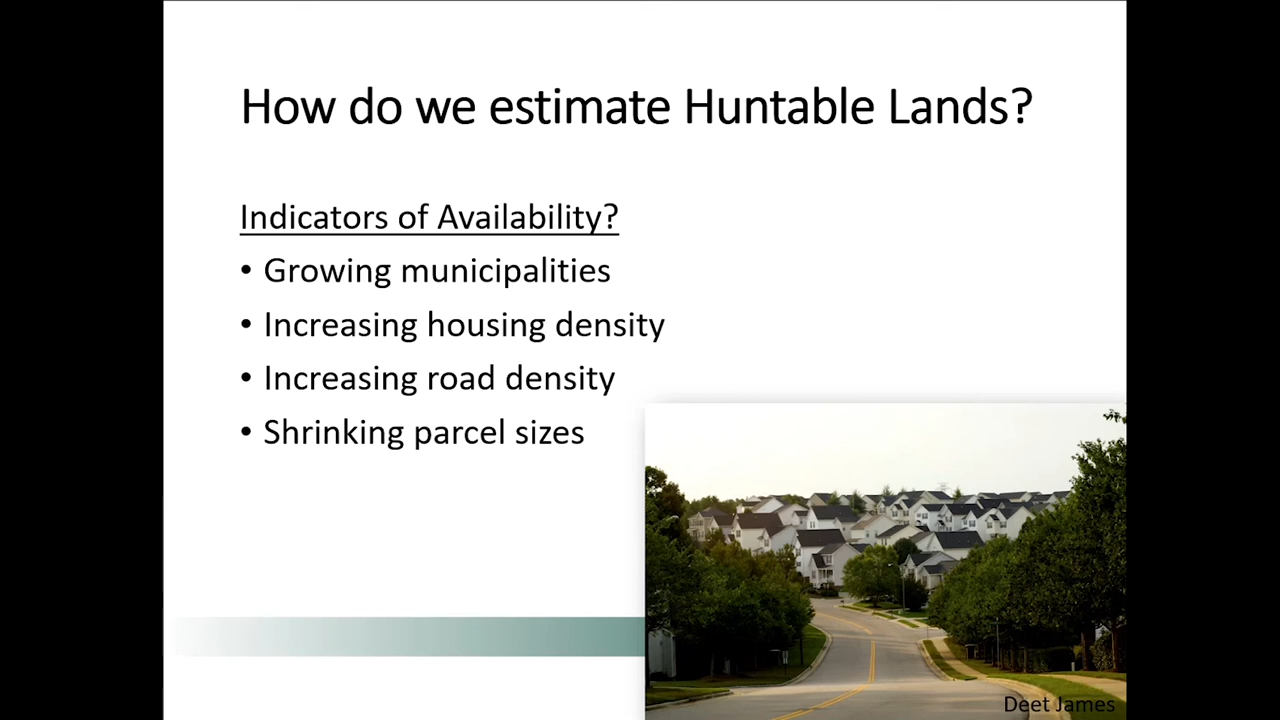 How do we estimate Huntable Lands?
Indicators of Availability?
• Growing municipalities
• Increasing housing density
• Increasing road density
• Shrinking parcel sizes
Deet James